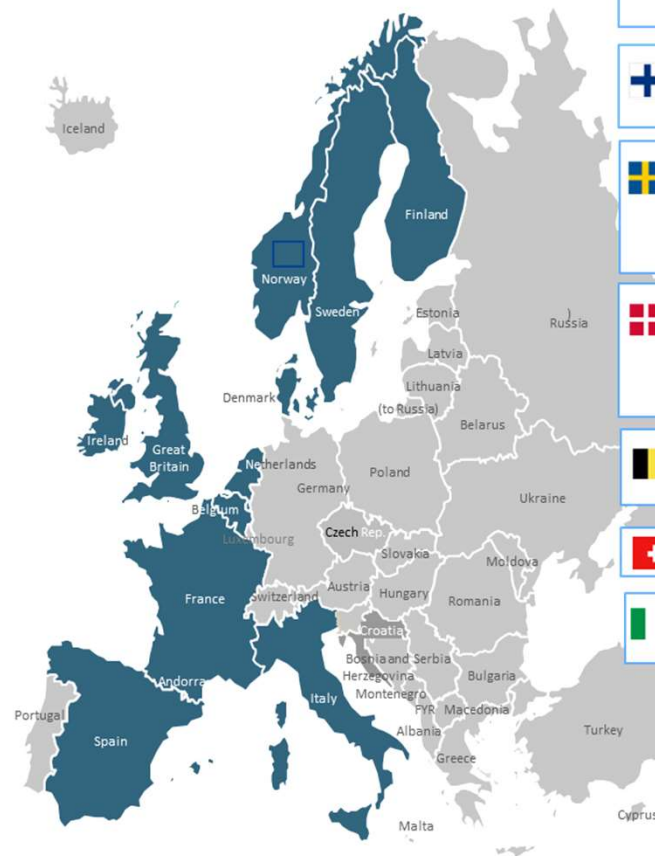 Iceland
Finland
Norway
Sweden
Estonia
)
Russia
Latvia
Denmark
Lithuania
(to Russia)
Belarus
Ireland
Great
Britain
Netherlands
Germany
Poland
Ukraine
Belgium
Luxembourg
Czech Rep.
Slovakia
Moldova
France
Switzerland
Austria
Hungary
Romania
Croatia
Bosnia and
Herzegovina
Serbia
Andorra
Italy
Montenegro
Bulgaria
Portugal
Spain
FYR
Macedonia
Albania
Turkey
Greece
Malta
Cyprus